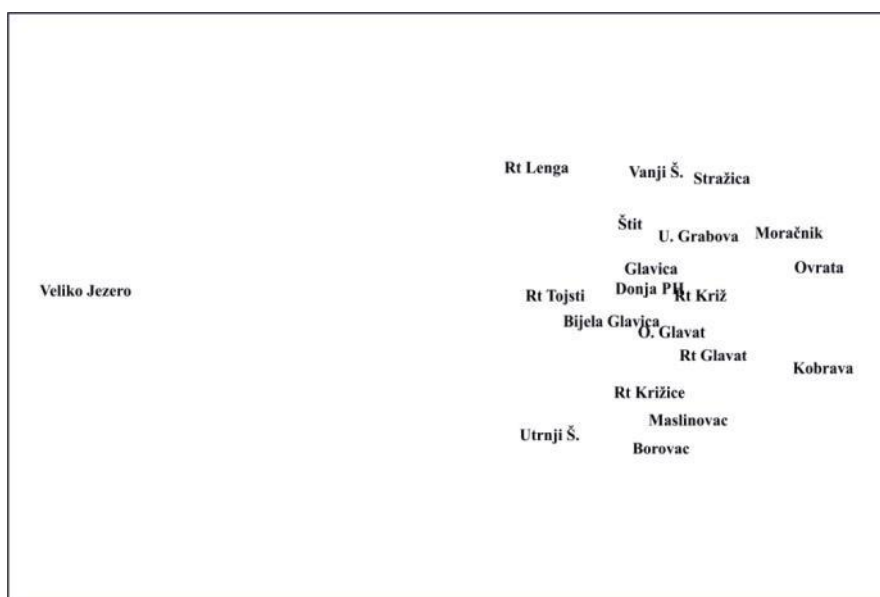 Rt Lenga
Vanji Š.
Stražica
Štit
U. Grabova
Moračnik
Glavica
Ovrata
Veliko Jezero
Donja PH
Rt Tojsti
Rt Križ
Bijela Glavica
O. Glavat
Rt Glavat
Kobrava
Rt Križice
Maslinovac
Utrnji Š.
Borovac